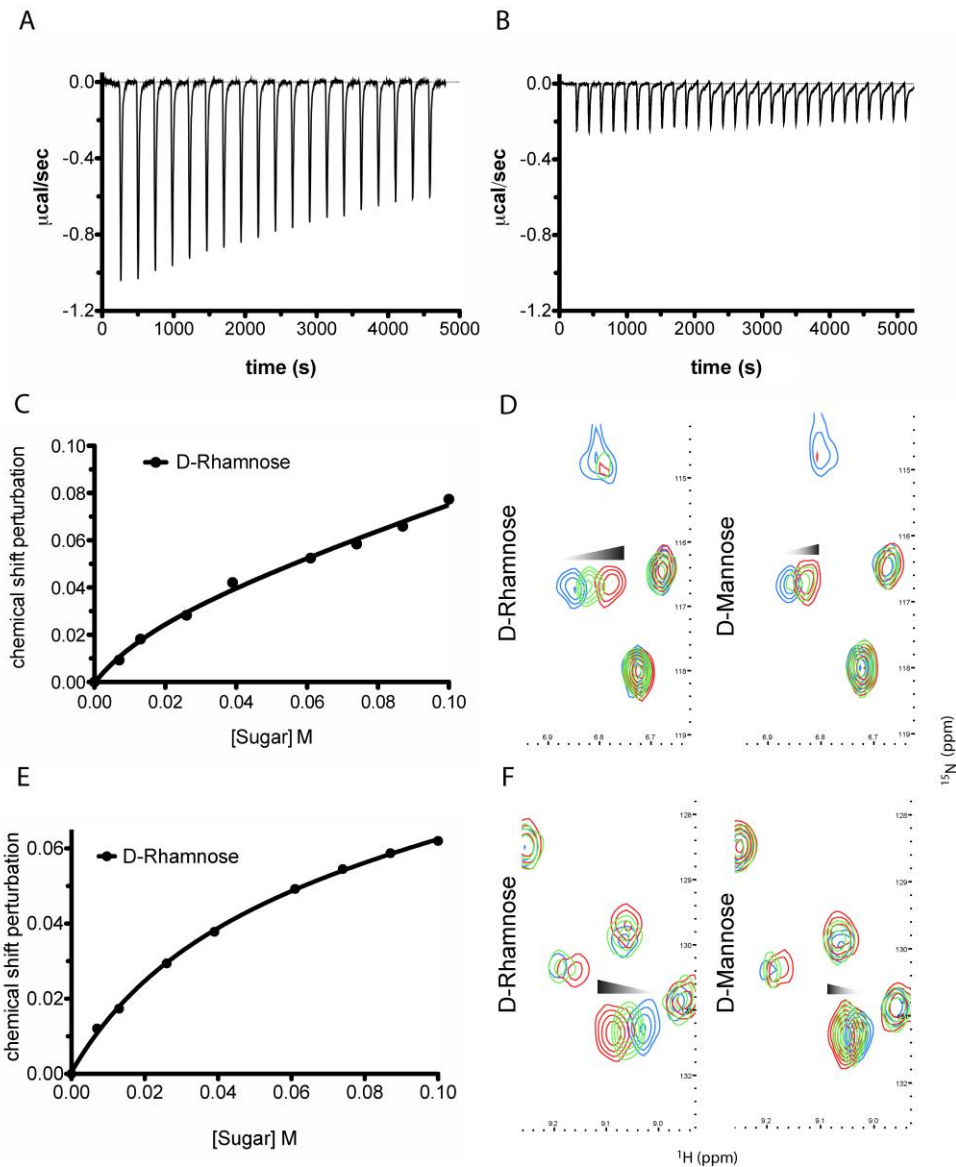 A
0.0
-0.4
-0.8
-1.2
μcal/sec
0 1000 2000 3000 4000 5000
time (s)
B
0.0
-0.4
-0.8
-1.2
μcal/sec
0 1000 2000 3000 4000 5000
time (s)
C
0.10
0.08
0.06
0.04
0.02
0.00
chemical shift perturbation
D-Rhamnose
0.00 0.02 0.04 0.06 0.08 0.10
[Sugar] M
D
D-Rhamnose
115
116
117
118
119
6.9 6.8 6.7
D-Mannose
115
116
117
118
119
6.9 6.8 6.7
15N (ppm)
E
0.06
0.04
0.02
0.00
chemical shift perturbation
D-Rhamnose
0.00 0.02 0.04 0.06 0.08 0.10
[Sugar] M
F
D-Rhamnose
128
129
130
131
132
9.2 9.1 9.0
D-Mannose
128
129
130
131
132
9.2 9.1 9.0
1H (ppm)